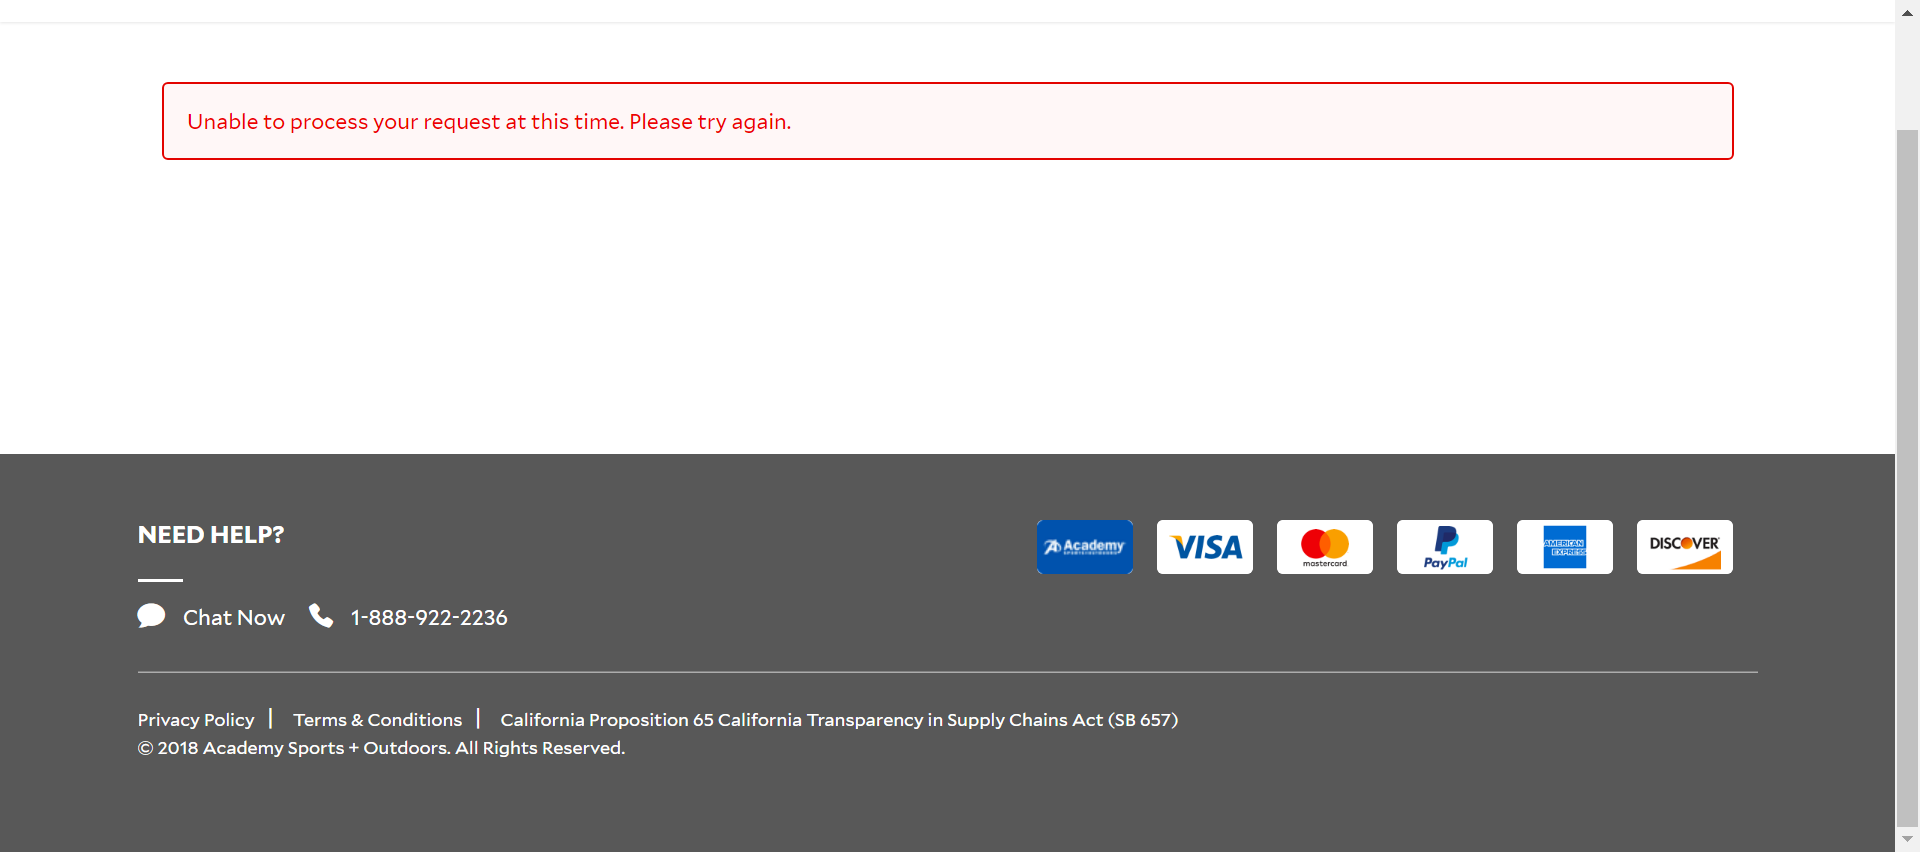 Unable to process your request at this time. Please try again.
NEED HELP?
Academy
VISA
mastercard
PayPal
AMERICAN
EXPRESS
DISCOVER
Chat Now
1-888-922-2236
Privacy Policy | Terms & Conditions | California Proposition 65 California Transparency in Supply Chains Act (SB 657)
© 2018 Academy Sports + Outdoors. All Rights Reserved.